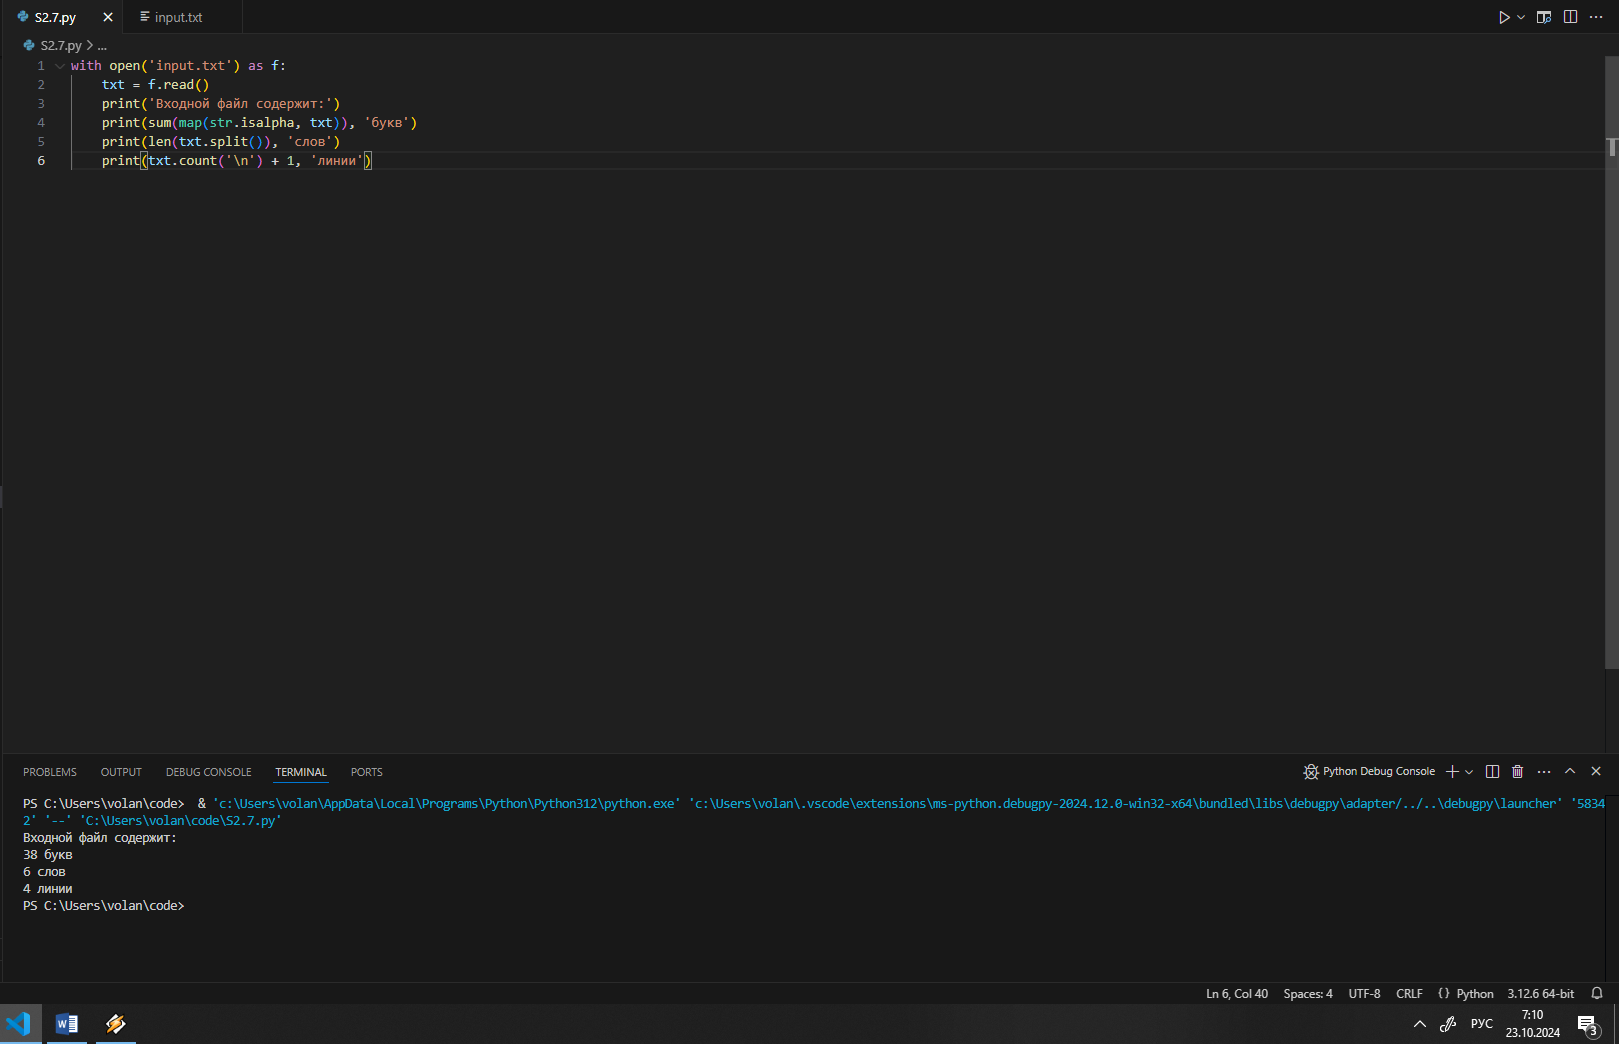 S2.7.py
input.txt
S2.7.py > ...
1 with open('input.txt') as f:
2 txt = f.read()
3 print('Входной файл содержит:')
4 print(sum(map(str.isalpha, txt)), 'букв')
5 print(len(txt.split()), 'слов')
6 print(txt.count('\n') + 1, 'линии')
PROBLEMS OUTPUT DEBUG CONSOLE TERMINAL PORTS
Python Debug Console
PS C:\Users\volan\code>  & 'c:\Users\volan\AppData\Local\Programs\Python\Python312\python.exe' 'c:\Users\volan\.vscode\extensions\ms-python.debugpy-2024.12.0-win32-x64\bundled\libs\debugpy\adapter/../..\debugpy\launcher' '5834
2' '--' 'C:\Users\volan\code\S2.7.py'
Входной файл содержит:
38 букв
6 слов
4 линии
PS C:\Users\volan\code>
Ln 6, Col 40 Spaces: 4 UTF-8 CRLF {} Python 3.12.6 64-bit
РУС
7:10
23.10.2024
3